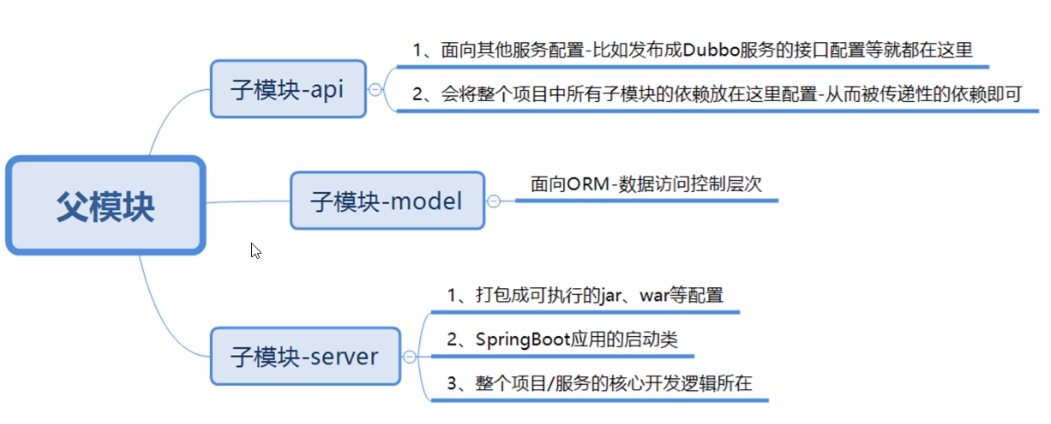 父模块
子模块-api
1、面向其他服务配置-比如发布成Dubbo服务的接口配置等就都在这里
2、会将整个项目中所有子模块的依赖放在这里配置-从而被传递性的依赖即可
子模块-model
面向ORM-数据访问控制层次
子模块-server
1、打包成可执行的jar、war等配置
2、SpringBoot应用的启动类
3、整个项目/服务的核心开发逻辑所在